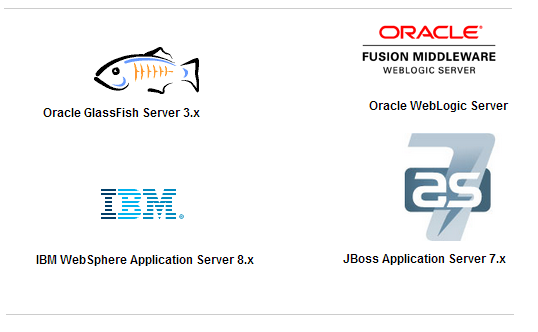 ORACLE®
FUSION MIDDLEWARE
WEBLOGIC SERVER
Oracle GlassFish Server 3.x
Oracle WebLogic Server
IBM®
7
as
IBM WebSphere Application Server 8.x
JBoss Application Server 7.x